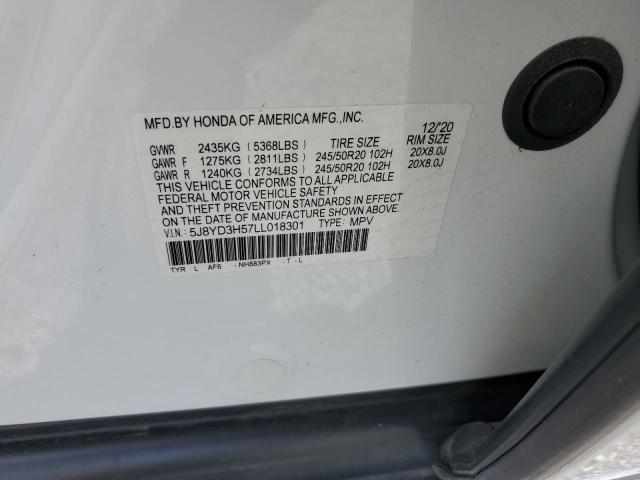 MFD.BY HONDA OF AMERICA MFG.,INC. 12/'20
GVWR 2435KG (5368LBS) TIRE SIZE RIM SIZE
GAWR F 1275KG (2811LBS) 245/50R20 102H 20X8.0J
GAWR R 1240KG (2734LBS) 245/50R20 102H 20X8.0J
THIS VEHICLE CONFORMS TO ALL APPLICABLE
FEDERAL MOTOR VEHICLE SAFETY
AND THEFT PREVENTION STANDARDS IN EFFECT
ON THE DATE OF MANUFACTURE SHOWN ABOVE.
V.I.N.: 5J8YD3H57LL018301 TYPE: MPV
TYR L AF6 -NH883PX -T-L